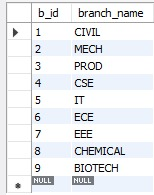 b_id branch_name
1 CIVIL
2 MECH
3 PROD
4 CSE
5 IT
6 ECE
7 EEE
8 CHEMICAL
9 BIOTECH
NULL NULL